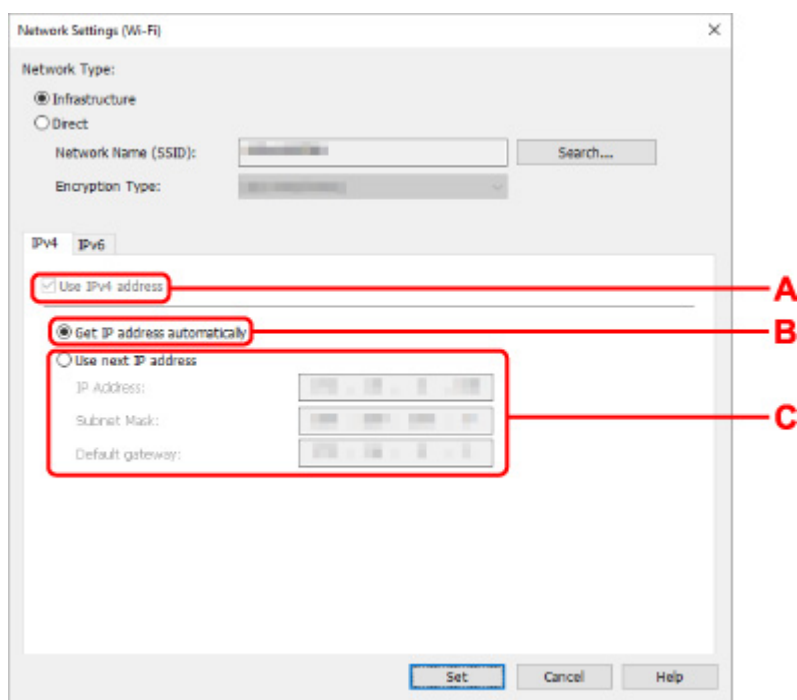 Network Settings (Wi-Fi)
Network Type:
Infrastructure
Direct
Network Name (SSID):
Search...
Encryption Type:
IPv4 IPv6
Use IPv4 address
A
Get IP address automatically
B
Use next IP address
IP Address:
Subnet Mask:
C
Default gateway:
Set Cancel Help